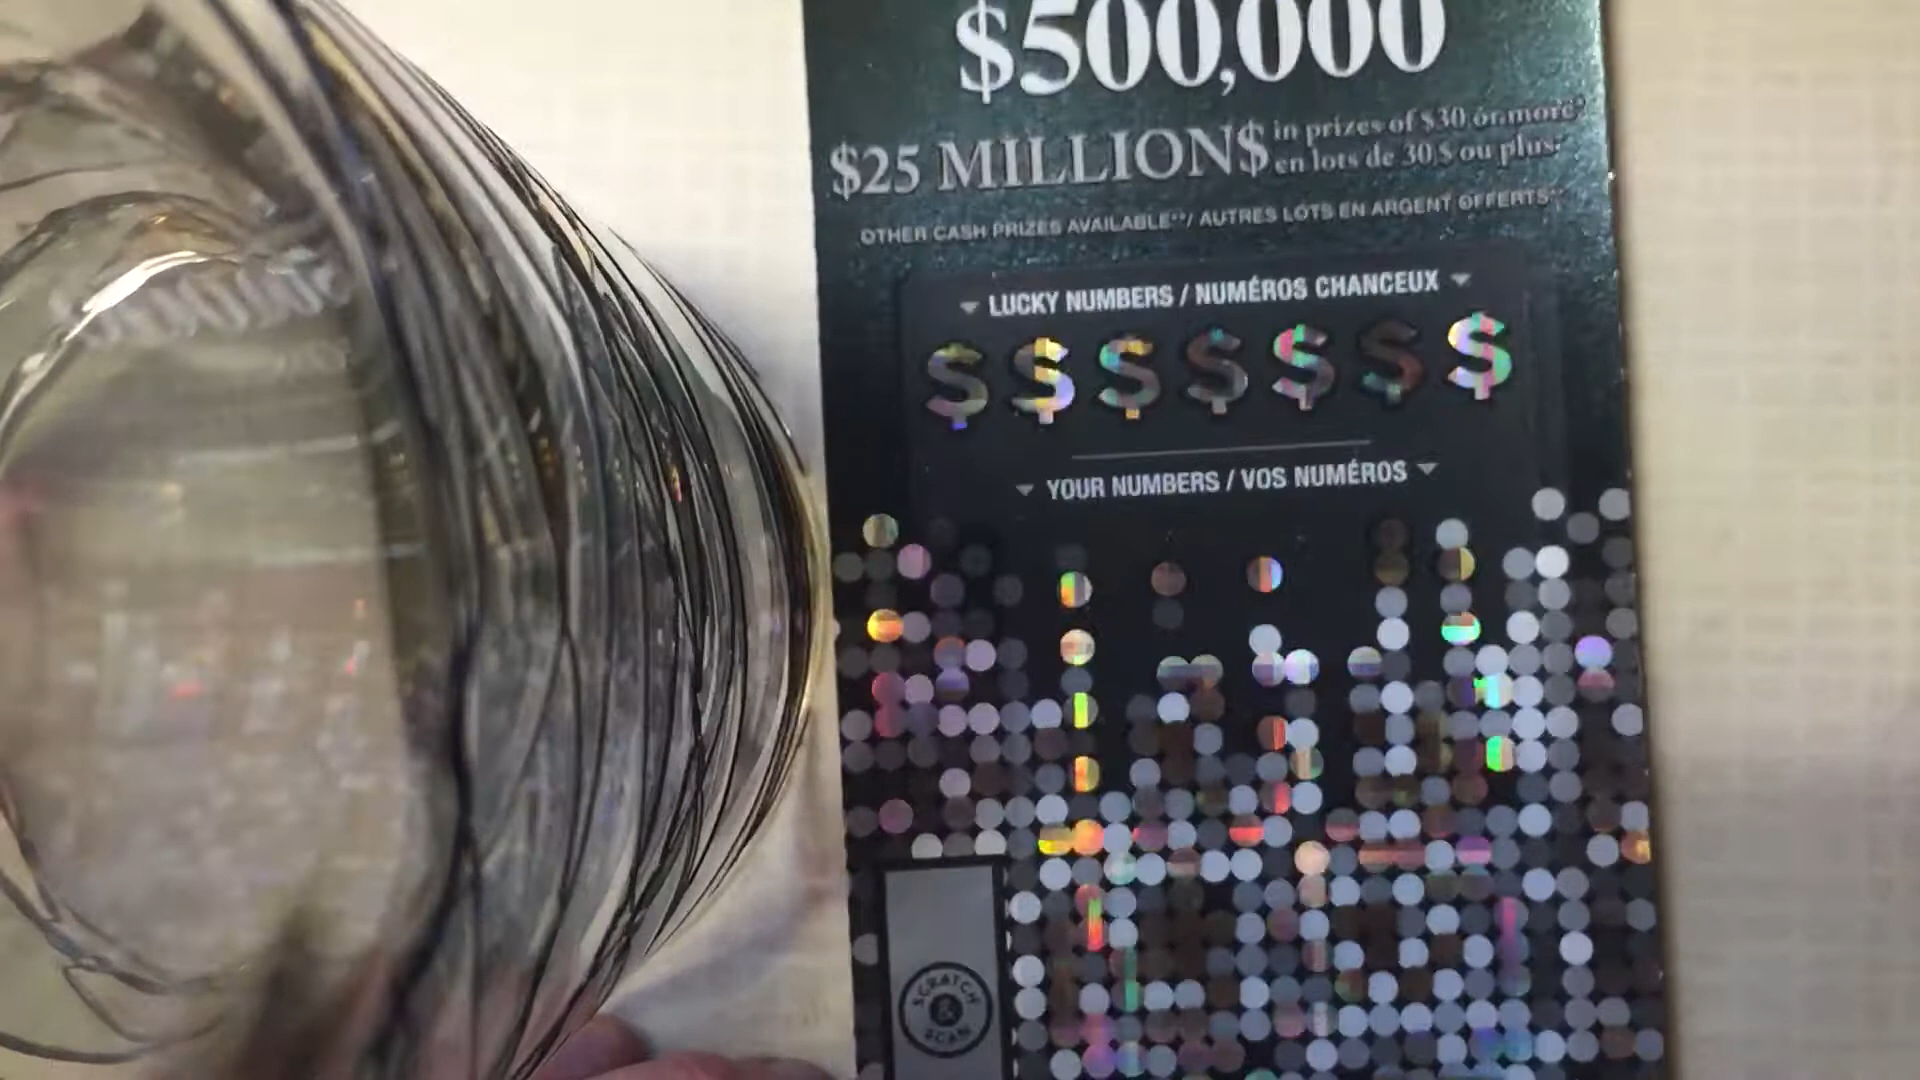 $500,000
$25 MILLION$ in prizes of $30 or more*
en lots de 30 $ ou plus*
OTHER CASH PRIZES AVAILABLE**/ AUTRES LOTS EN ARGENT OFFERTS**
LUCKY NUMBERS / NUMÉROS CHANCEUX
$ $ $ $ $ $ $
YOUR NUMBERS / VOS NUMÉROS
SCRATCH
&
SCAN